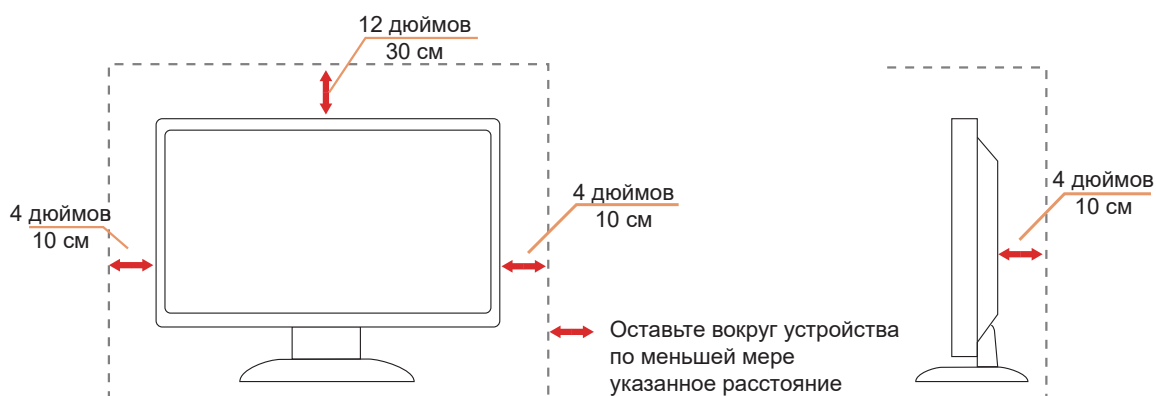 12 дюймов
30 см
4 дюймов
10 см
4 дюймов
10 см
4 дюймов
10 см
Оставьте вокруг устройства
по меньшей мере
указанное расстояние